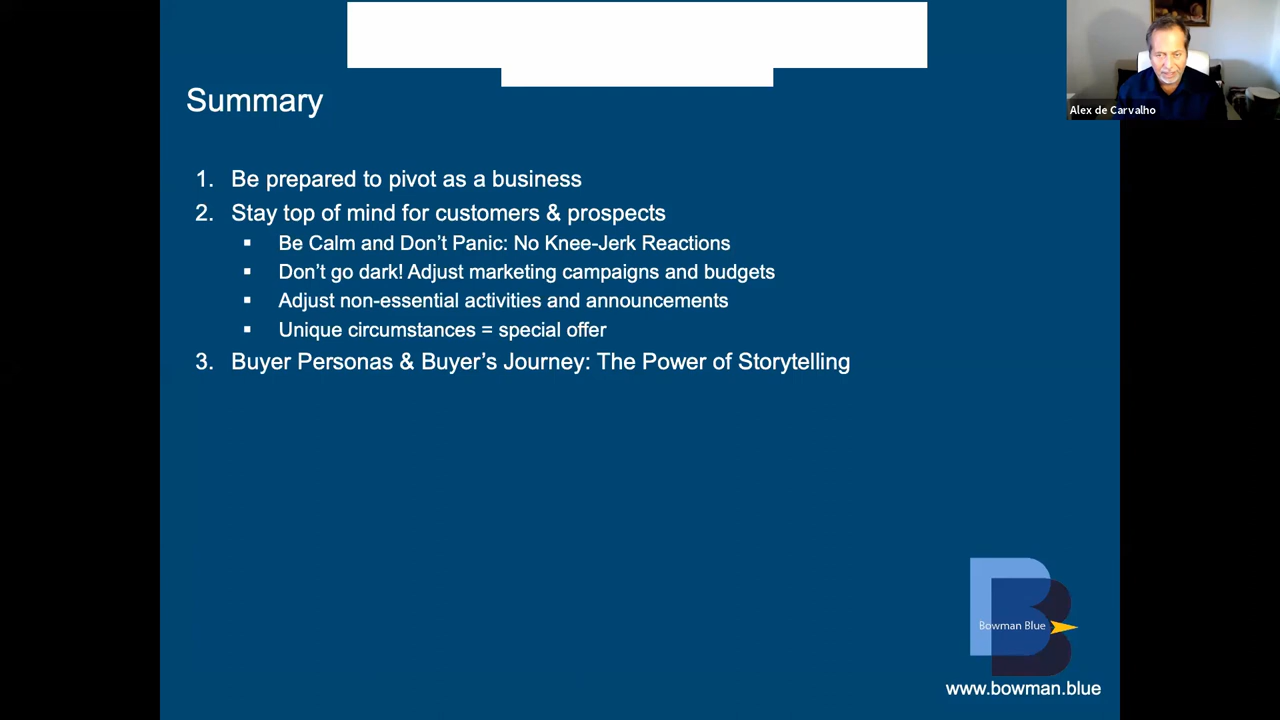 Alex de Carvalho
Summary
1. Be prepared to pivot as a business
2. Stay top of mind for customers & prospects
▪ Be Calm and Don’t Panic: No Knee-Jerk Reactions
▪ Don’t go dark! Adjust marketing campaigns and budgets
▪ Adjust non-essential activities and announcements
▪ Unique circumstances = special offer
3. Buyer Personas & Buyer’s Journey: The Power of Storytelling
Bowman Blue
www.bowman.blue